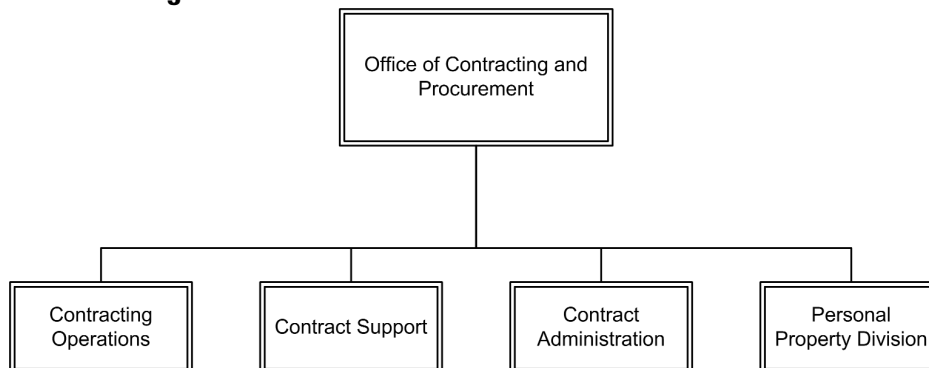 Office of Contracting and
Procurement
Contracting
Operations
Contract Support
Contract
Administration
Personal
Property Division